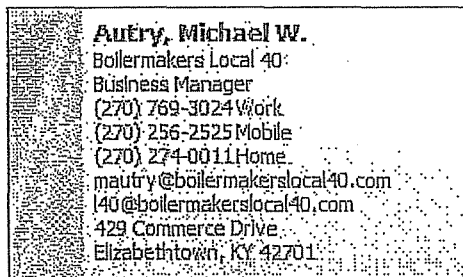 Autry, Michael W.
Boilermakers Local 40
Business Manager
(270) 769-3024 Work
(270) 256-2525 Mobile
(270) 274-0011 Home
mautry@boilermakerslocal40.com
l40@boilermakerslocal40.com
429 Commerce Drive
Elizabethtown, KY 42701